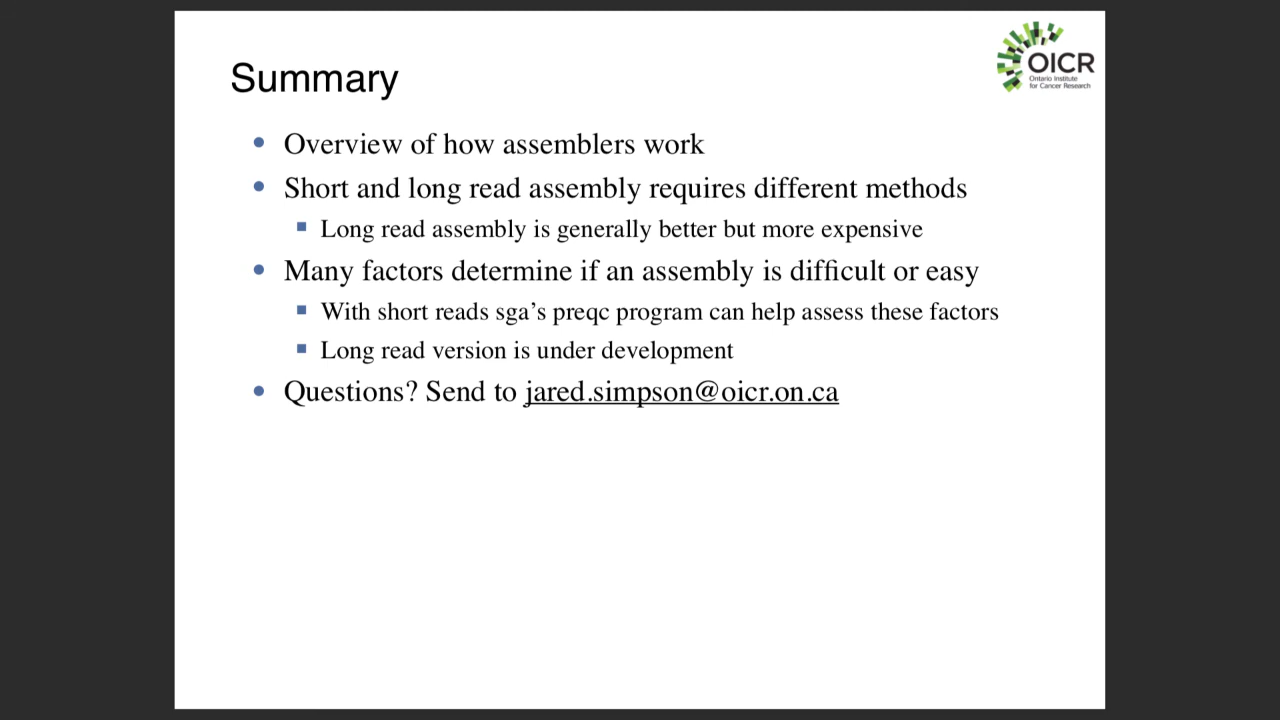 Summary
OICR
Ontario Institute
for Cancer Research
Overview of how assemblers work
Short and long read assembly requires different methods
Long read assembly is generally better but more expensive
Many factors determine if an assembly is difficult or easy
With short reads sga’s preqc program can help assess these factors
Long read version is under development
Questions? Send to jared.simpson@oicr.on.ca